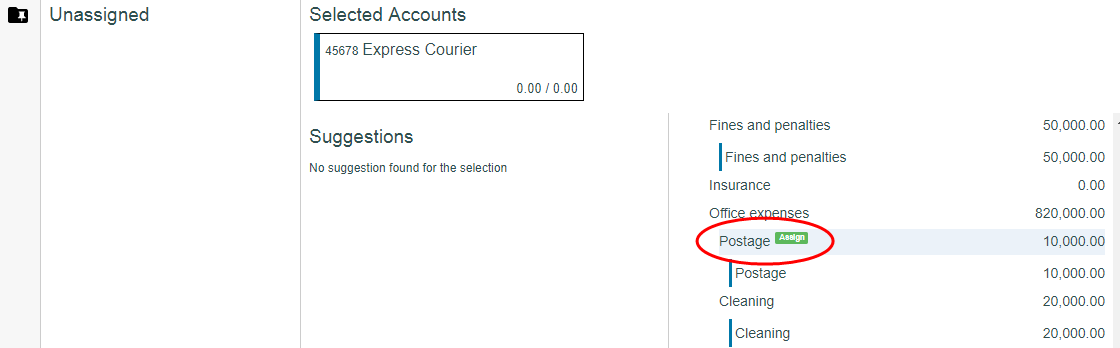 Unassigned
Selected Accounts
45678 Express Courier
0.00 / 0.00
Suggestions
No suggestion found for the selection
Fines and penalties 50,000.00
Fines and penalties 50,000.00
Insurance 0.00
Office expenses 820,000.00
Postage Assign 10,000.00
Postage 10,000.00
Cleaning 20,000.00
Cleaning 20,000.00